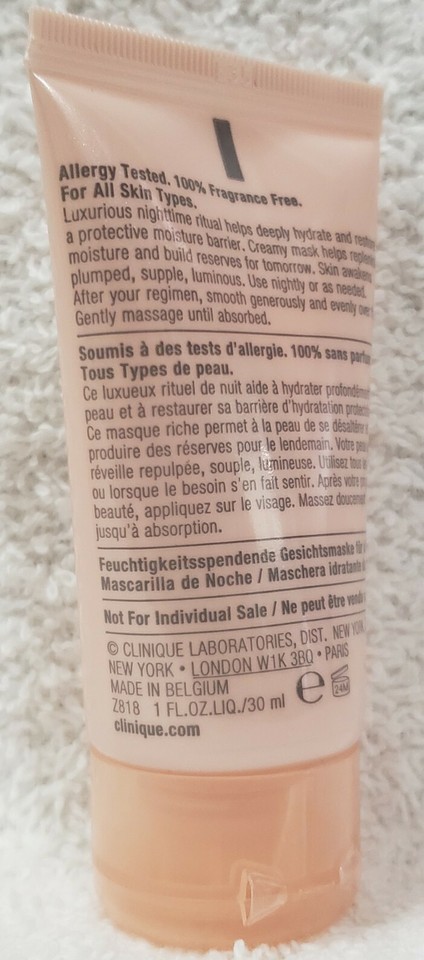 Allergy Tested. 100% Fragrance Free.
For All Skin Types.
Luxurious nighttime ritual helps deeply hydrate and
a protective moisture barrier. Creamy mask helps
moisture and build reserves for tomorrow. Skin
plumped, supple, luminous. Use nightly or as needed.
After your regimen, smooth generously and evenly
Gently massage until absorbed.
Soumis à des tests d'allergie. 100% sans
Tous Types de peau.
Ce luxueux rituel de nuit aide à hydrater
peau et à restaurer sa barrière d'hydratation
Ce masque riche permet à la peau de se
produire des réserves pour le lendemain. Votre
réveille repulpée, souple, lumineuse. Utilisez
ou lorsque le besoin s'en fait sentir. Après votre
beauté, appliquez sur le visage. Massez
jusqu'à absorption.
Feuchtigkeitsspendende Gesichtsmaske für
Mascarilla de Noche / Maschera idratante
Not For Individual Sale / Ne peut être
© CLINIQUE LABORATORIES, DIST. NEW YORK,
NEW YORK • LONDON W1K 3BQ • PARIS
MADE IN BELGIUM
Z818 1 FL.OZ.LIQ./30 ml e 24M
clinique.com